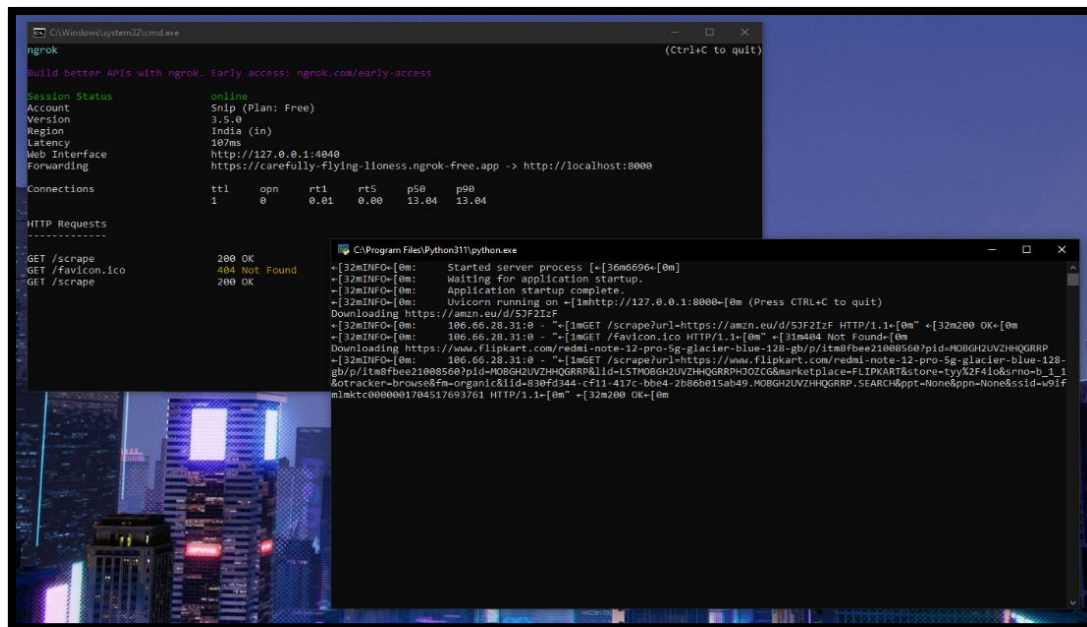 C:\Windows\system32\cmd.exe
ngrok (Ctrl+C to quit)
Build better APIs with ngrok. Early access: ngrok.com/early-access
Session Status online
Account Snip (Plan: Free)
Version 3.5.0
Region India (in)
Latency 107ms
Web Interface http://127.0.0.1:4040
Forwarding https://carefully-flying-lioness.ngrok-free.app -> http://localhost:8000
Connections ttl opn rt1 rt5 p50 p90
1 0 0.01 0.00 13.04 13.04
HTTP Requests
-------------
GET /scrape 200 OK
GET /favicon.ico 404 Not Found
GET /scrape 200 OK
C:\Program Files\Python311\python.exe
←[32mINFO←[0m: Started server process [←[36m6696←[0m]
←[32mINFO←[0m: Waiting for application startup.
←[32mINFO←[0m: Application startup complete.
←[32mINFO←[0m: Uvicorn running on ←[1mhttp://127.0.0.1:8000←[0m (Press CTRL+C to quit)
Downloading https://amzn.eu/d/5JF2IzF
←[32mINFO←[0m: 106.66.28.31:0 - "←[1mGET /scrape?url=https://amzn.eu/d/5JF2IzF HTTP/1.1←[0m" ←[32m200 OK←[0m
←[32mINFO←[0m: 106.66.28.31:0 - "←[1mGET /favicon.ico HTTP/1.1←[0m" ←[31m404 Not Found←[0m
Downloading https://www.flipkart.com/redmi-note-12-pro-5g-glacier-blue-128-gb/p/itm8fbee21008560?pid=MOBGH2UVZHHQGRRP
←[32mINFO←[0m: 106.66.28.31:0 - "←[1mGET /scrape?url=https://www.flipkart.com/redmi-note-12-pro-5g-glacier-blue-128-
gb/p/itm8fbee21008560?pid=MOBGH2UVZHHQGRRP&lid=LSTMOBGH2UVZHHQGRRPHJOZCG&marketplace=FLIPKART&store=tyy%2F4io&srno=b_1_1
&otracker=browse&fm=organic&iid=830fd344-cf11-417c-bbe4-2b86b015ab49.MOBGH2UVZHHQGRRP.SEARCH&ppt=None&ppn=None&ssid=w9if
mlmktc0000001704517693761 HTTP/1.1←[0m" ←[32m200 OK←[0m